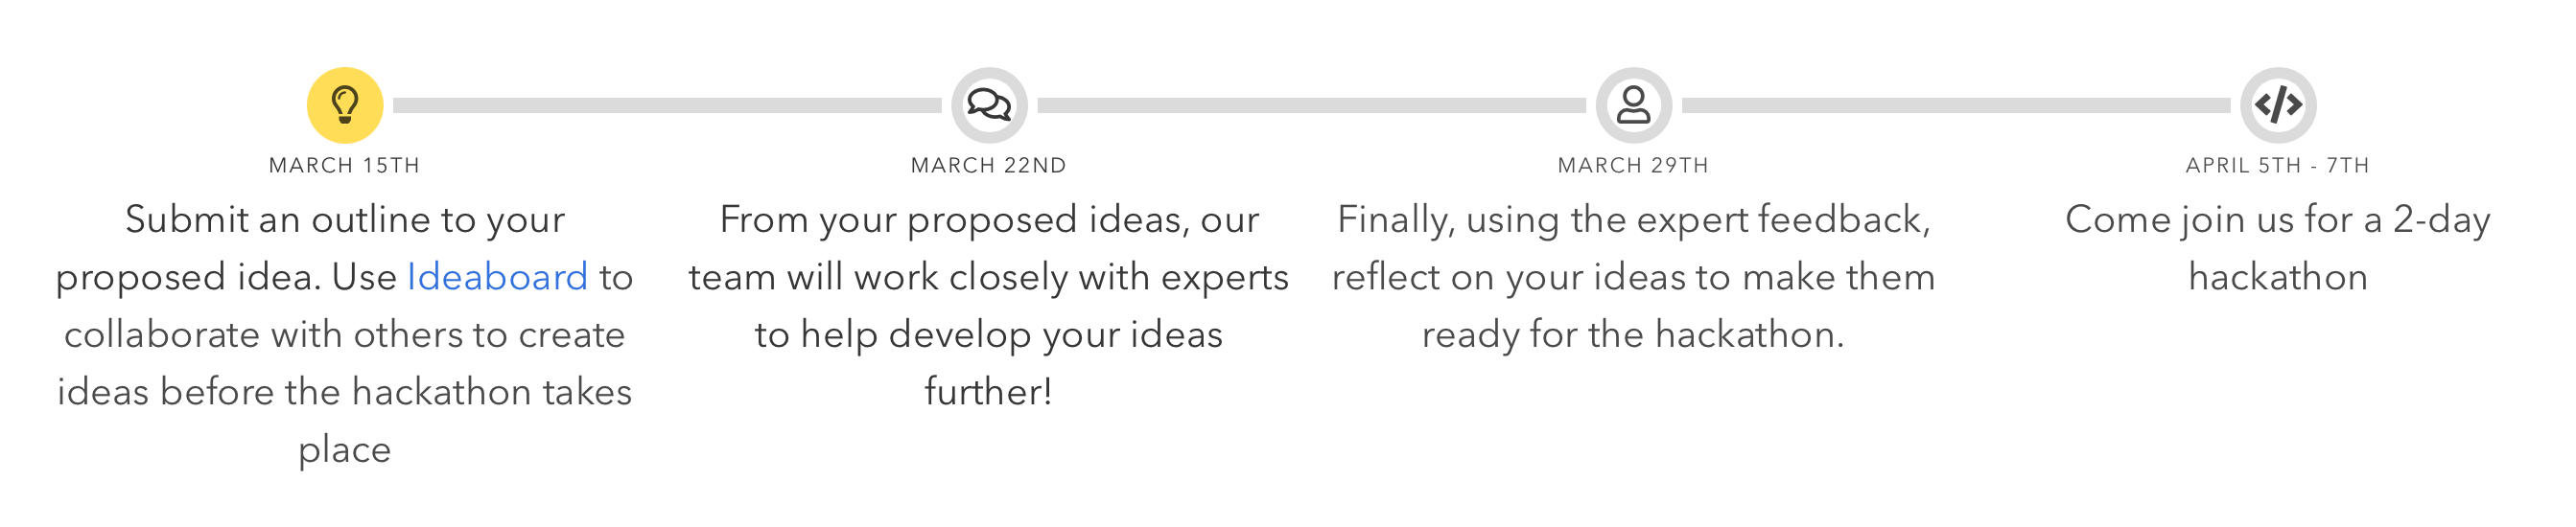 MARCH 15TH
Submit an outline to your
proposed idea. Use Ideaboard to
collaborate with others to create
ideas before the hackathon takes
place
MARCH 22ND
From your proposed ideas, our
team will work closely with experts
to help develop your ideas
further!
MARCH 29TH
Finally, using the expert feedback,
reflect on your ideas to make them
ready for the hackathon.
APRIL 5TH - 7TH
Come join us for a 2-day
hackathon